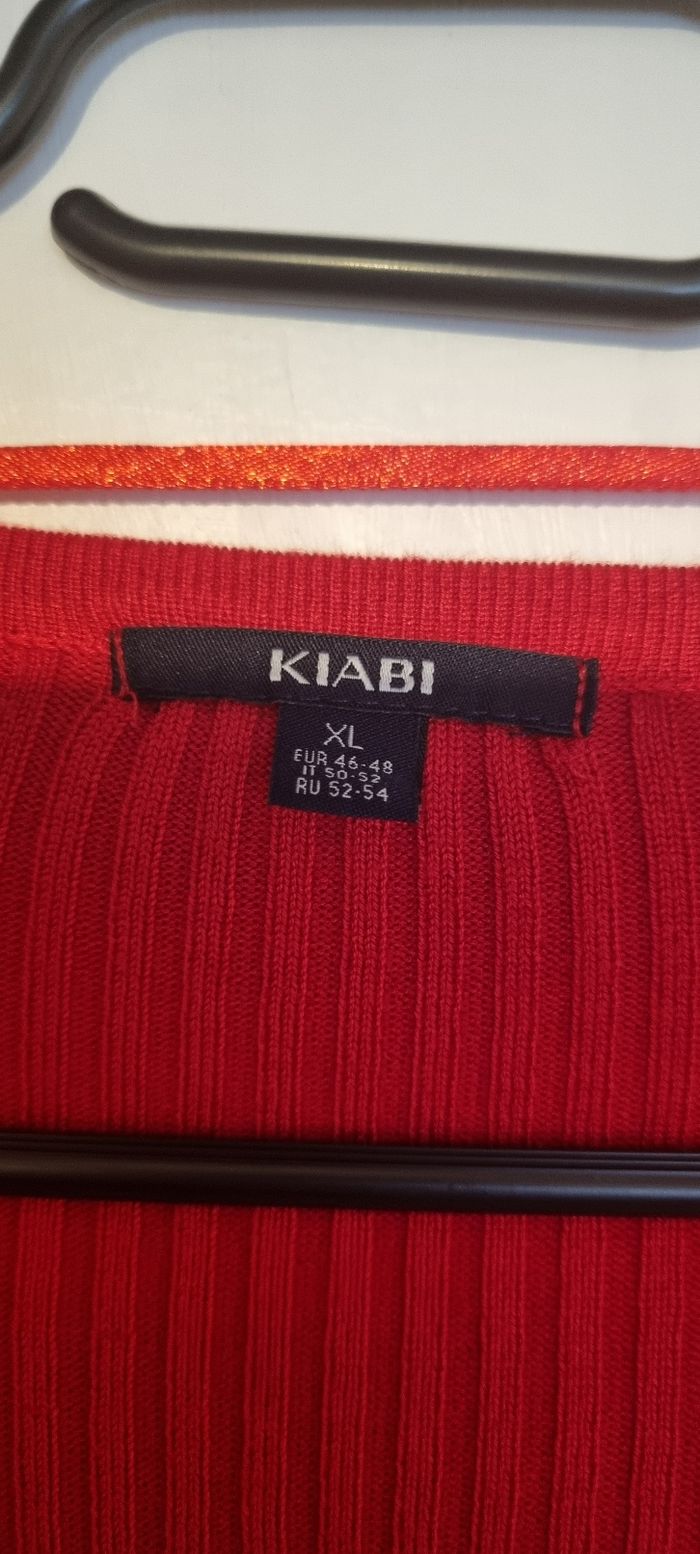 KIABI
XL
EUR 46-48
IT 50-52
RU 52-54